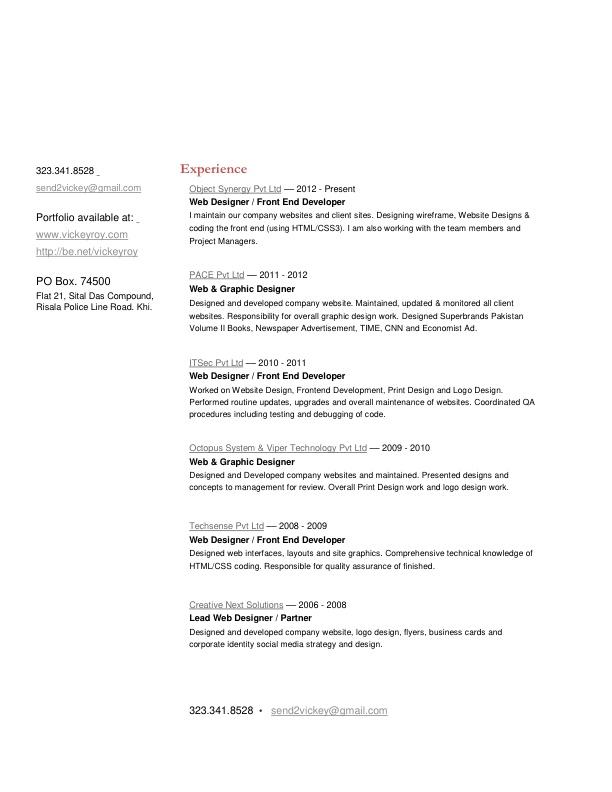 323.341.8528
send2vickey@gmail.com
Portfolio available at:
www.vickeyroy.com
http://be.net/vickeyroy
PO Box. 74500
Flat 21, Sital Das Compound,
Risala Police Line Road. Khi.
Experience
Object Synergy Pvt Ltd — 2012 - Present
Web Designer / Front End Developer
I maintain our company websites and client sites. Designing wireframe, Website Designs &
coding the front end (using HTML/CSS3). I am also working with the team members and
Project Managers.
PACE Pvt Ltd — 2011 - 2012
Web & Graphic Designer
Designed and developed company website. Maintained, updated & monitored all client
websites. Responsibility for overall graphic design work. Designed Superbrands Pakistan
Volume II Books, Newspaper Advertisement, TIME, CNN and Economist Ad.
ITSec Pvt Ltd — 2010 - 2011
Web Designer / Front End Developer
Worked on Website Design, Frontend Development, Print Design and Logo Design.
Performed routine updates, upgrades and overall maintenance of websites. Coordinated QA
procedures including testing and debugging of code.
Octopus System & Viper Technology Pvt Ltd — 2009 - 2010
Web & Graphic Designer
Designed and Developed company websites and maintained. Presented designs and
concepts to management for review. Overall Print Design work and logo design work.
Techsense Pvt Ltd — 2008 - 2009
Web Designer / Front End Developer
Designed web interfaces, layouts and site graphics. Comprehensive technical knowledge of
HTML/CSS coding. Responsible for quality assurance of finished.
Creative Next Solutions — 2006 - 2008
Lead Web Designer / Partner
Designed and developed company website, logo design, flyers, business cards and
corporate identity social media strategy and design.
323.341.8528 • send2vickey@gmail.com